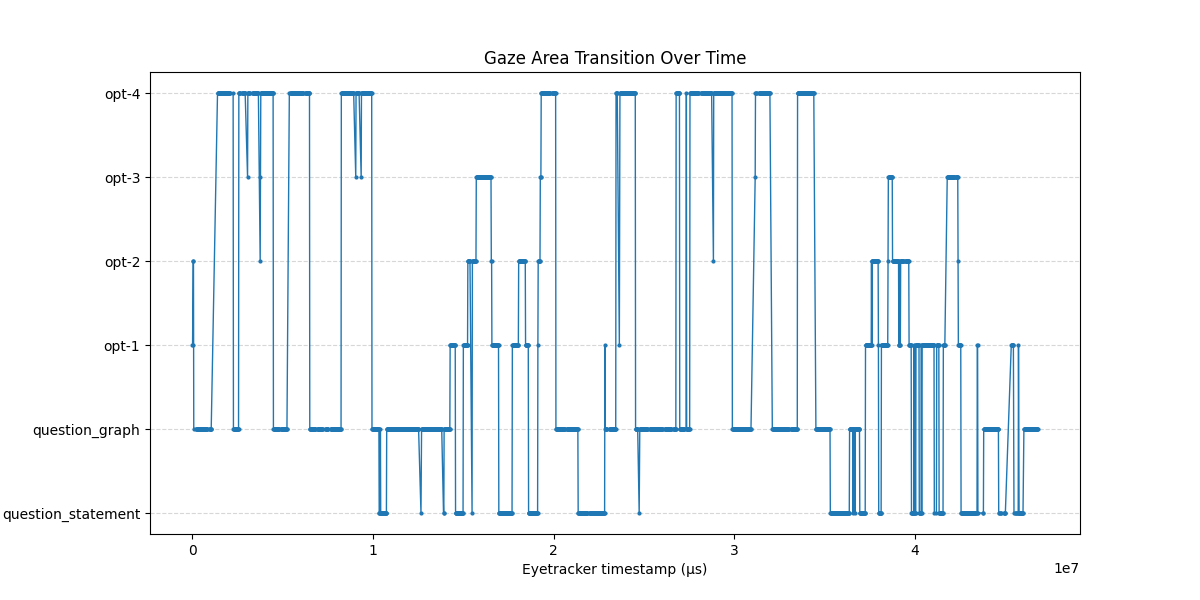 Gaze Area Transition Over Time
opt-4
opt-3
opt-2
opt-1
question_graph
question_statement
0
1
2
3
4
1e7
Eyetracker timestamp (µs)